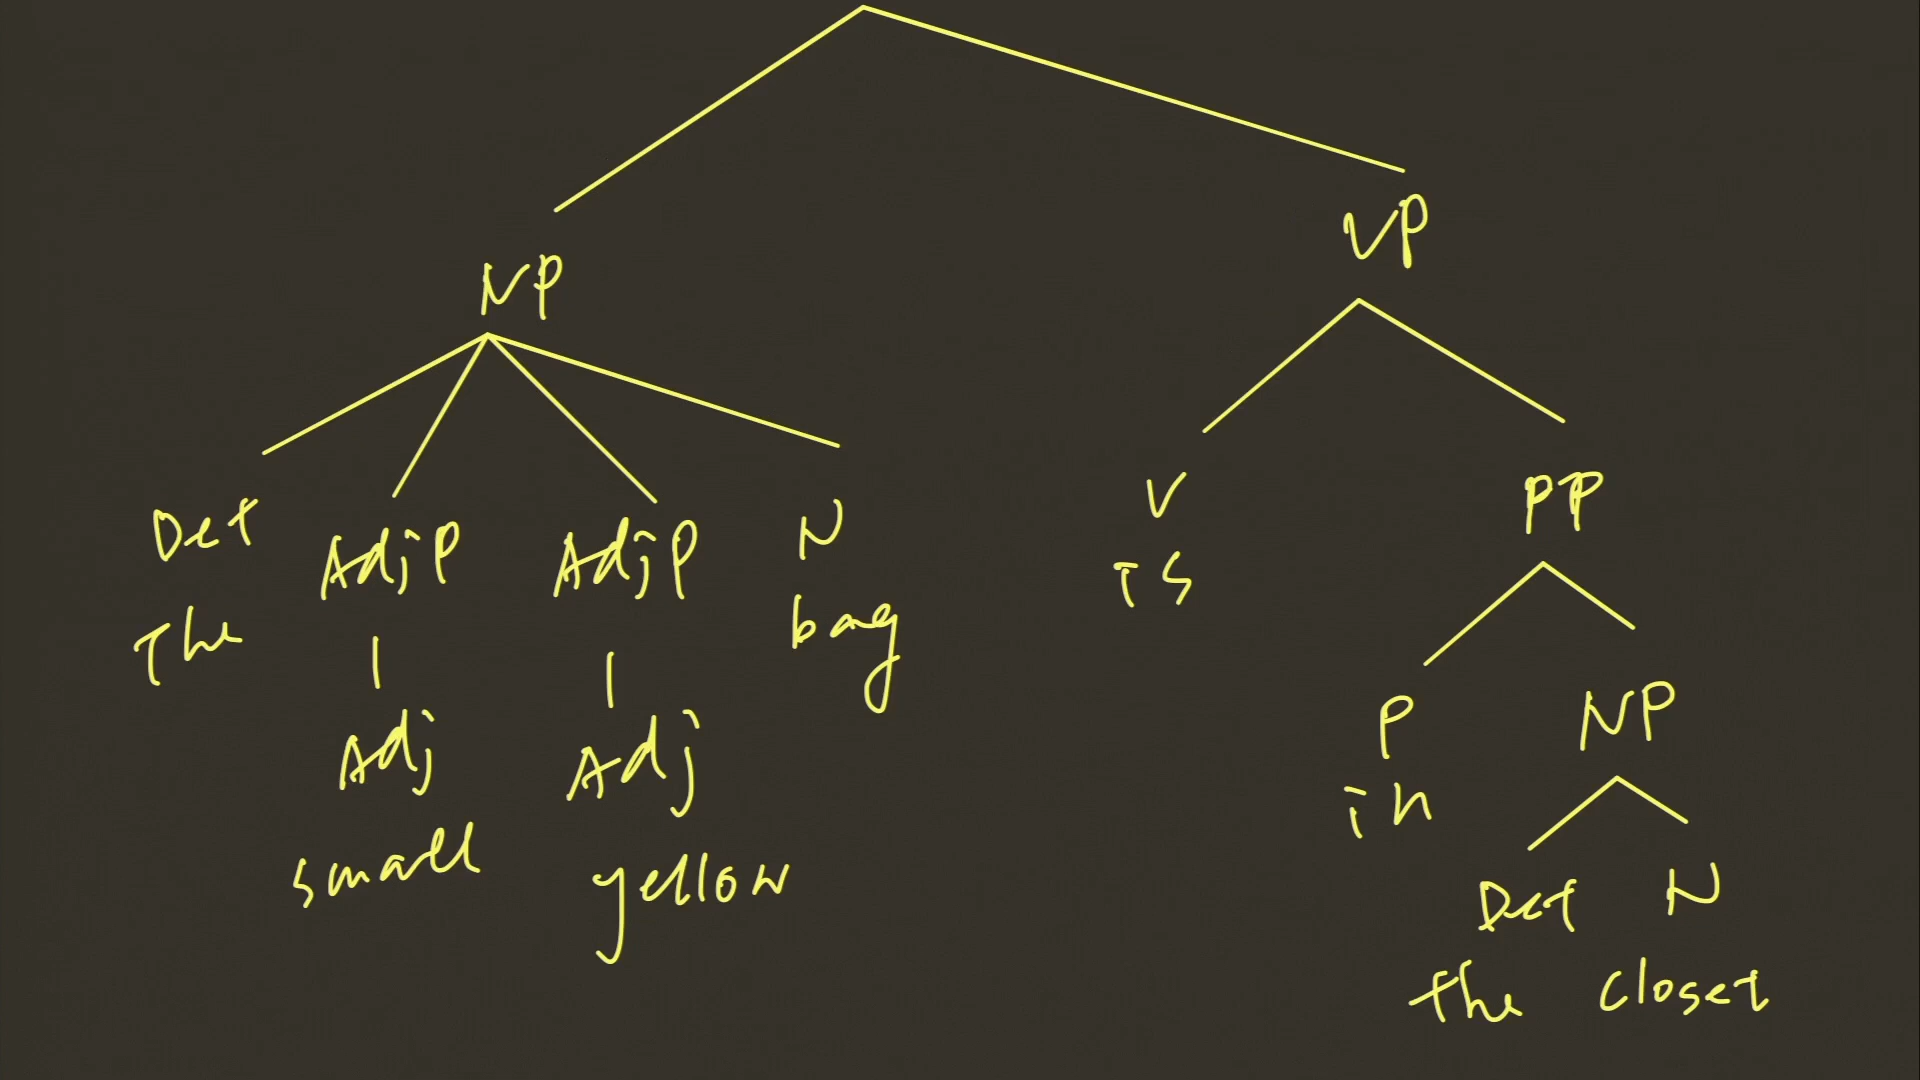 NP VP
Det AdjP AdjP N V PP
The bag is
Adj Adj P NP
small yellow in
Det N
the closet